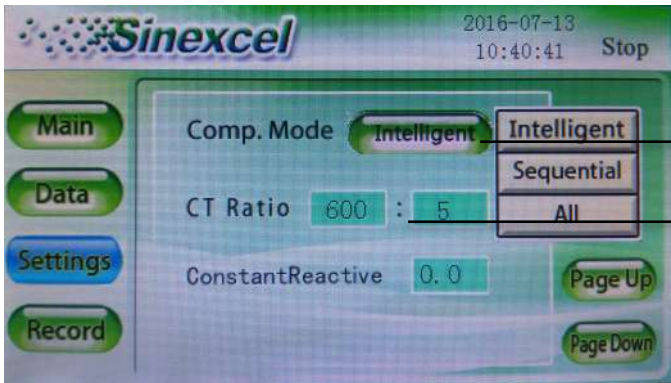 Sinexcel
2016-07-13
10:40:41 Stop
Main
Comp. Mode Intelligent
Intelligent
Sequential
All
Data
CT Ratio 600 : 5
Settings
ConstantReactive 0.0
Page Up
Record
Page Down